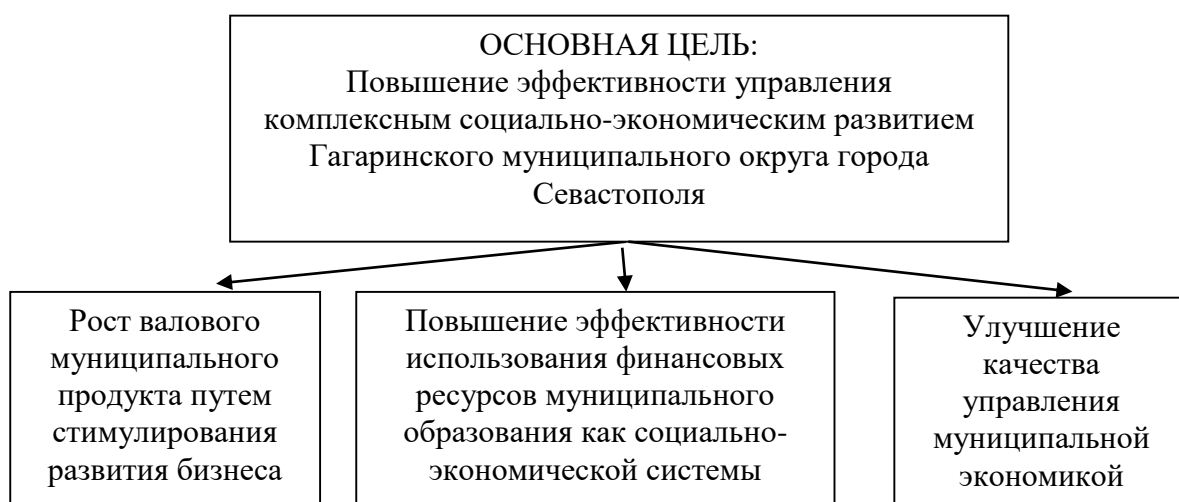 ОСНОВНАЯ ЦЕЛЬ:
Повышение эффективности управления
комплексным социально-экономическим развитием
Гагаринского муниципального округа города
Севастополя
Рост валового
муниципального
продукта путем
стимулирования
развития бизнеса
Повышение эффективности
использования финансовых
ресурсов муниципального
образования как социально-
экономической системы
Улучшение
качества
управления
муниципальной
экономикой